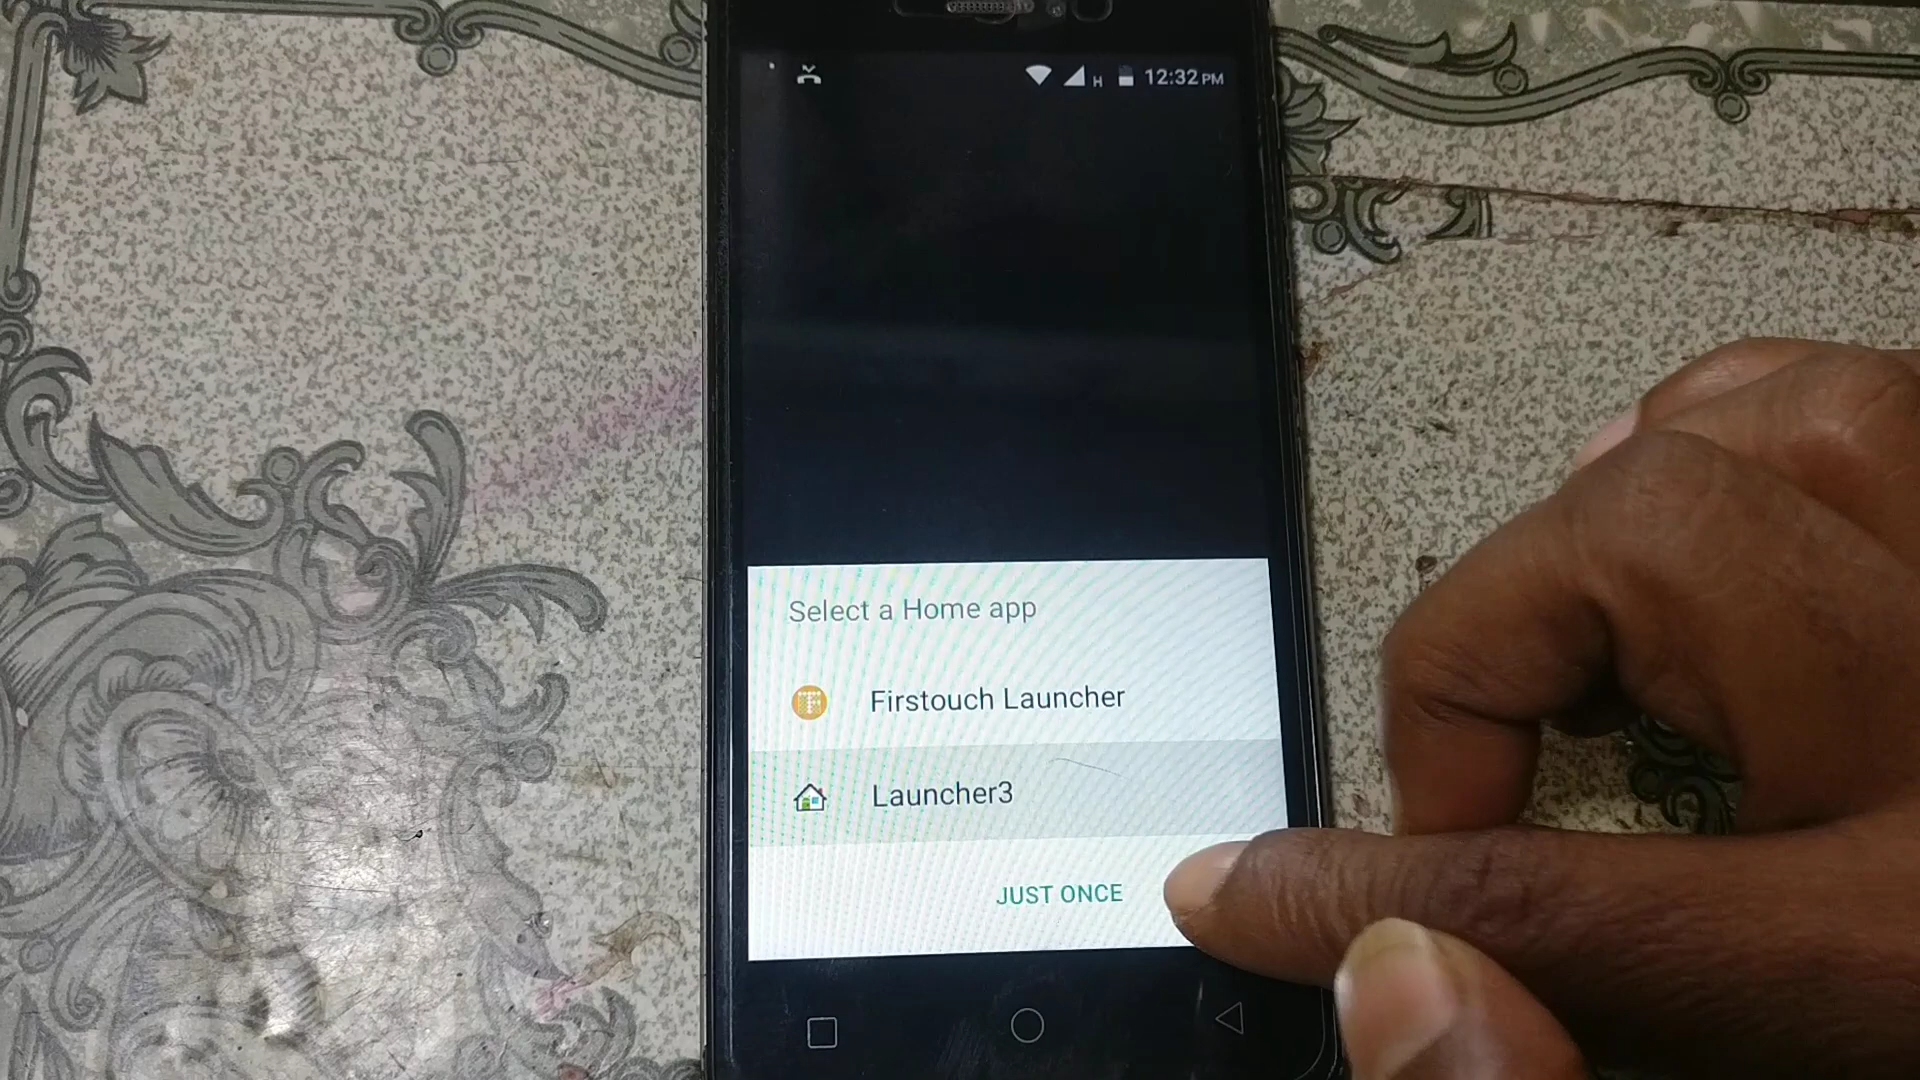 H 12:32 PM
Select a Home app
Firstouch Launcher
Launcher3
JUST ONCE